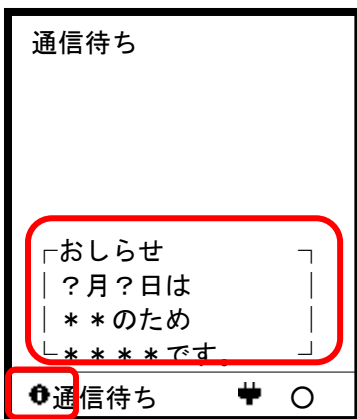 通信待ち
おしらせ
？月？日は
＊＊のため
＊＊＊＊です。
通信待ち